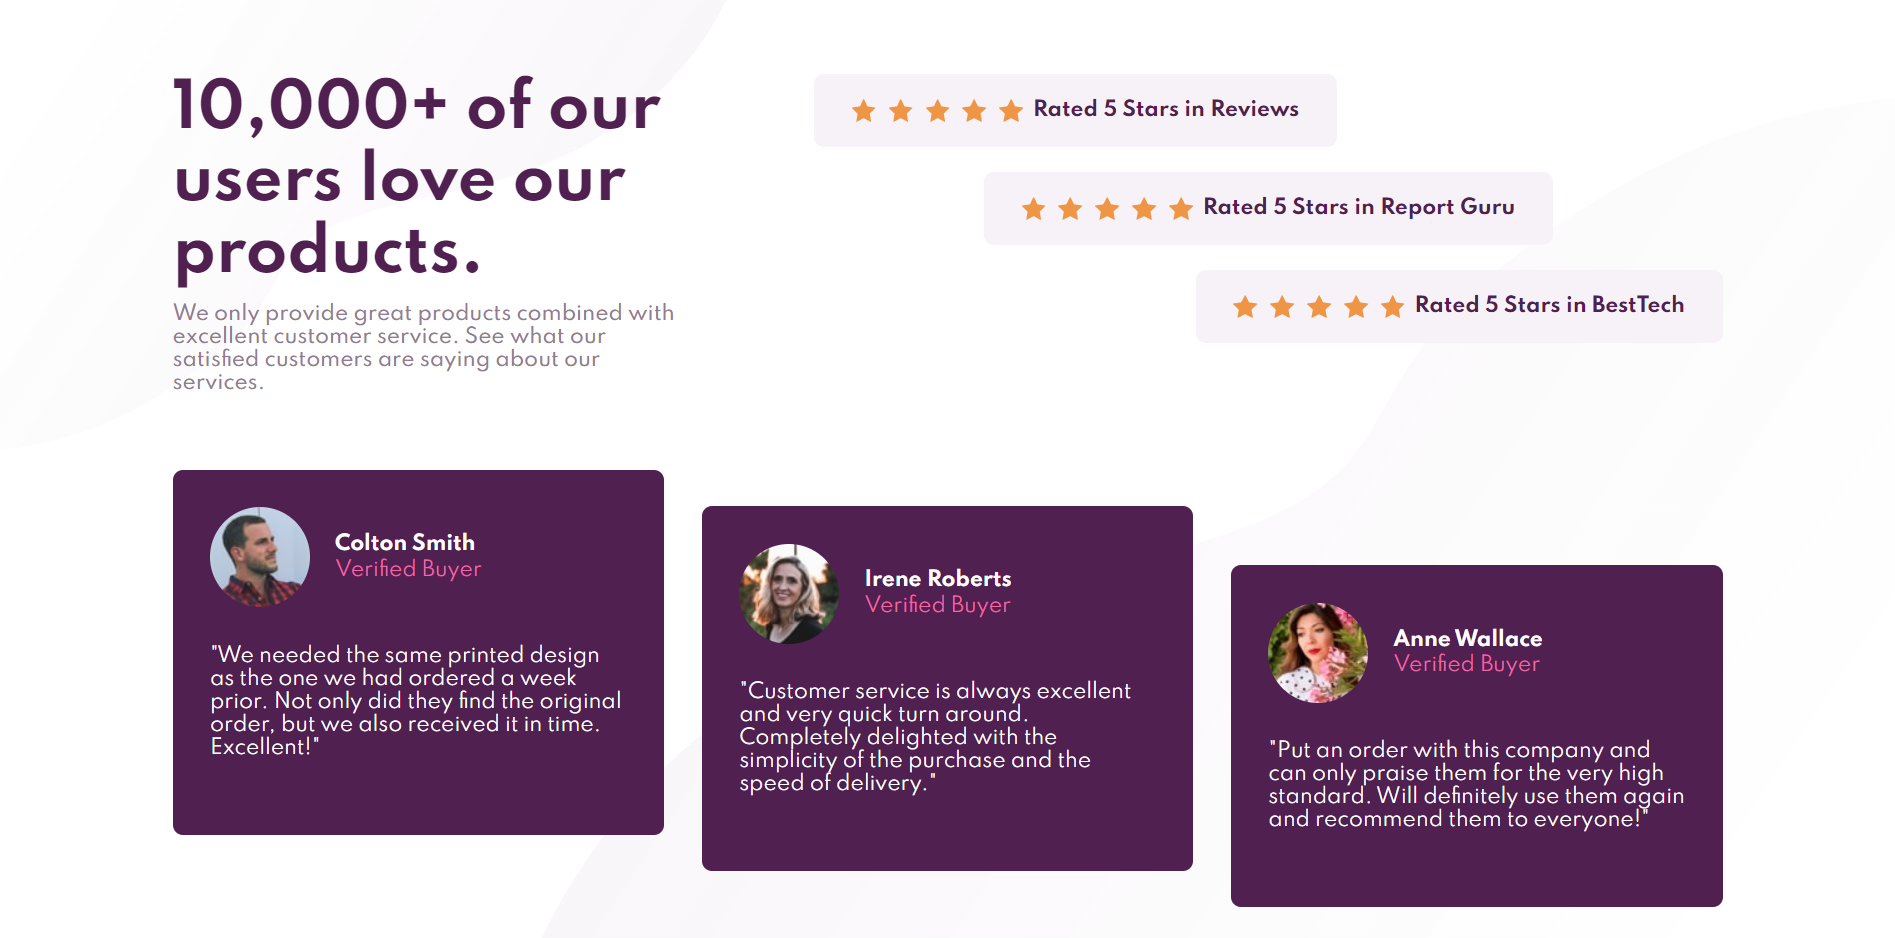 10,000+ of our
users love our
products.
We only provide great products combined with
excellent customer service. See what our
satisfied customers are saying about our
services.
Rated 5 Stars in Reviews
Rated 5 Stars in Report Guru
Rated 5 Stars in BestTech
Colton Smith
Verified Buyer
"We needed the same printed design
as the one we had ordered a week
prior. Not only did they find the original
order, but we also received it in time.
Excellent!"
Irene Roberts
Verified Buyer
"Customer service is always excellent
and very quick turn around.
Completely delighted with the
simplicity of the purchase and the
speed of delivery."
Anne Wallace
Verified Buyer
"Put an order with this company and
can only praise them for the very high
standard. Will definitely use them again
and recommend them to everyone!"